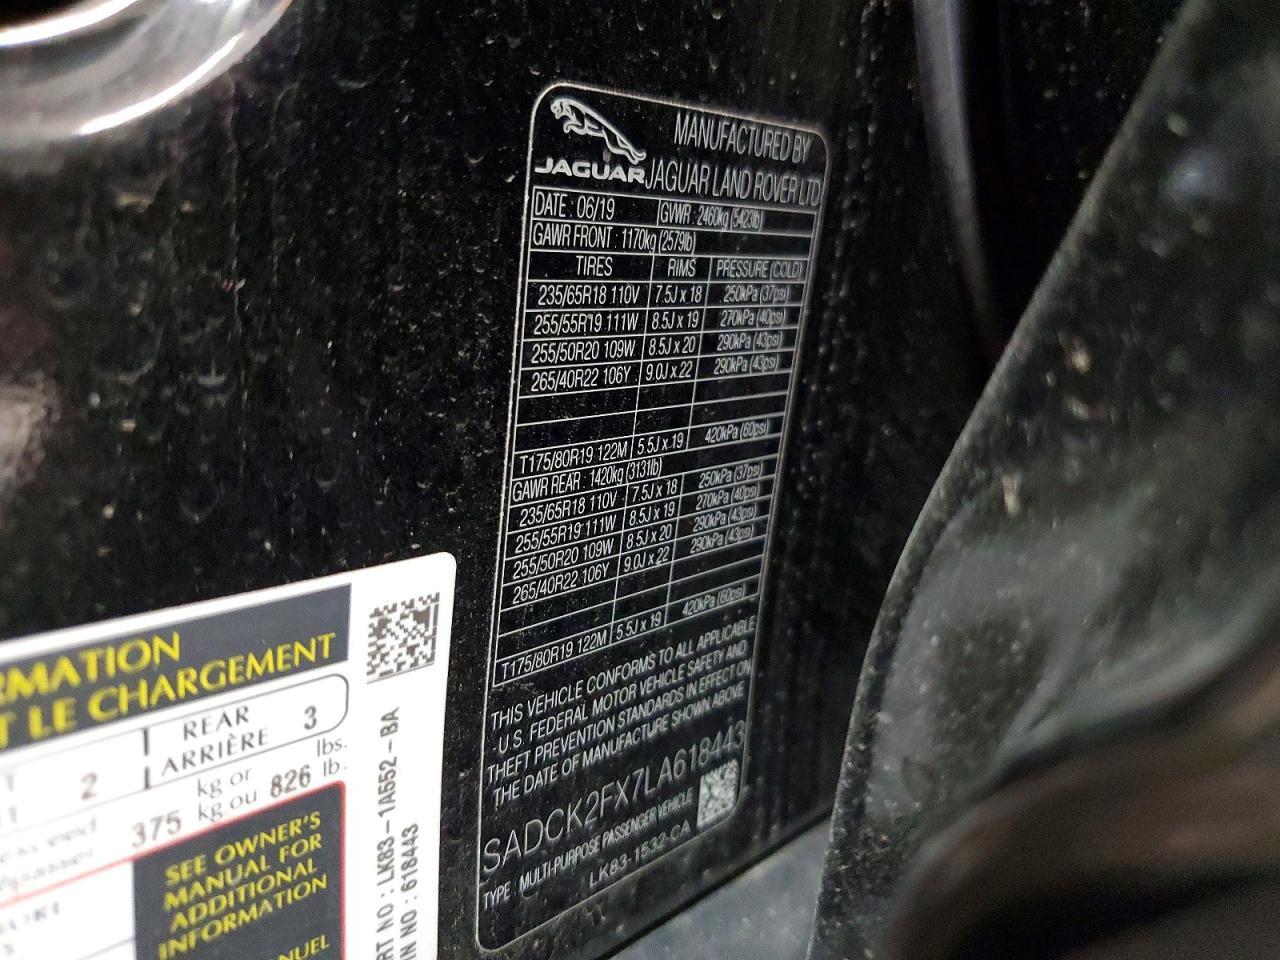 JAGUAR
MANUFACTURED BY
JAGUAR LAND ROVER LTD
DATE : 06/19 GVWR : 2460kg (5423lb)
GAWR FRONT : 1170kg (2579lb)
TIRES RIMS PRESSURE (COLD)
235/65R18 110V 7.5J x 18 250kPa (37psi)
255/55R19 111W 8.5J x 19 270kPa (40psi)
255/50R20 109W 8.5J x 20 290kPa (43psi)
265/40R22 106Y 9.0J x 22 290kPa (43psi)
T175/80R19 122M 5.5J x 19 420kPa (60psi)
GAWR REAR : 1420kg (3131lb)
235/65R18 110V 7.5J x 18 250kPa (37psi)
255/55R19 111W 8.5J x 19 270kPa (40psi)
255/50R20 109W 8.5J x 20 290kPa (43psi)
265/40R22 106Y 9.0J x 22 290kPa (43psi)
T175/80R19 122M 5.5J x 19 420kPa (60psi)
THIS VEHICLE CONFORMS TO ALL APPLICABLE
U.S. FEDERAL MOTOR VEHICLE SAFETY AND
THEFT PREVENTION STANDARDS IN EFFECT ON
THE DATE OF MANUFACTURE SHOWN ABOVE
SADCK2FX7LA618443
TYPE : MULTI-PURPOSE PASSENGER VEHICLE
LK83-1532-CA
RMATION
T LE CHARGEMENT
2 REAR 3
ARRIÈRE
375 kg or 826 lbs.
kg ou lb.
SEE OWNER'S
MANUAL FOR
ADDITIONAL
INFORMATION
NUEL
RT NO : LK83-1A552-BA
IN NO : 618443